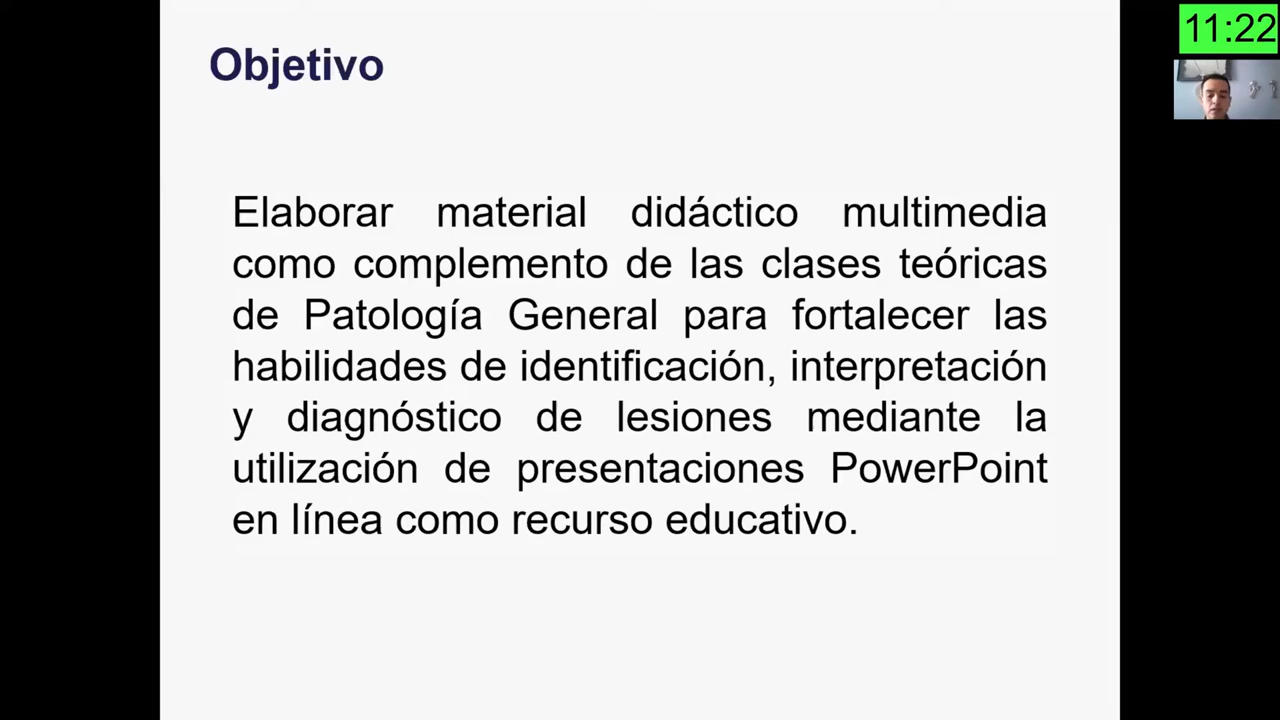 Objetivo
11:22
Elaborar material didáctico multimedia
como complemento de las clases teóricas
de Patología General para fortalecer las
habilidades de identificación, interpretación
y diagnóstico de lesiones mediante la
utilización de presentaciones PowerPoint
en línea como recurso educativo.